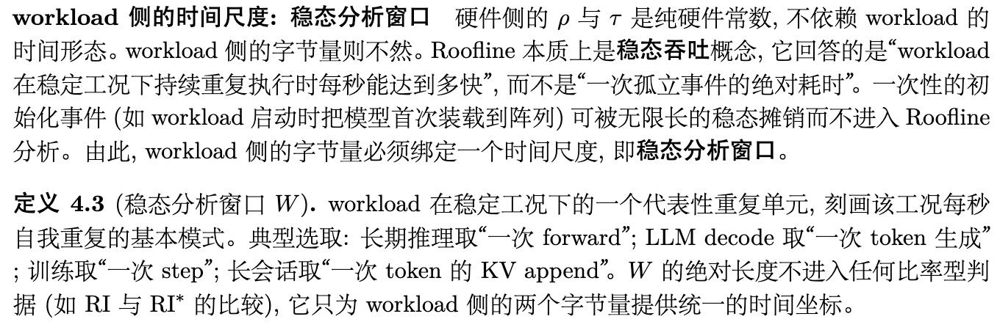 workload 侧的时间尺度: 稳态分析窗口 硬件侧的 ρ 与 τ 是纯硬件常数, 不依赖 workload 的
时间形态。workload 侧的字节量则不然。Roofline 本质上是稳态吞吐概念, 它回答的是“workload
在稳定工况下持续重复执行时每秒能达到多快”, 而不是“一次孤立事件的绝对耗时”。一次性的初
始化事件 (如 workload 启动时把模型首次装载到阵列) 可被无限长的稳态摊销而不进入 Roofline
分析。由此, workload 侧的字节量必须绑定一个时间尺度, 即稳态分析窗口。
定义 4.3 (稳态分析窗口 W). workload 在稳定工况下的一个代表性重复单元, 刻画该工况每秒
自我重复的基本模式。典型选取: 长期推理取“一次 forward”; LLM decode 取“一次 token 生成”
; 训练取“一次 step”; 长会话取“一次 token 的 KV append”。W 的绝对长度不进入任何比率型判
据 (如 RI 与 RI* 的比较), 它只为 workload 侧的两个字节量提供统一的时间坐标。